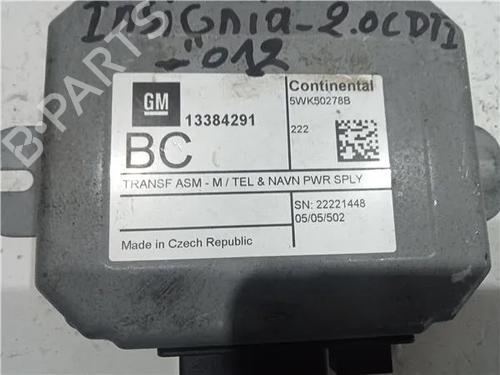 Insignia-2.0CDTI
-"012
GM
13384291
BC
Continental
5WK50278B
222
TRANSF ASM - M / TEL & NAVN PWR SPLY
SN: 22221448
05/05/502
Made in Czech Republic
B-PARTS